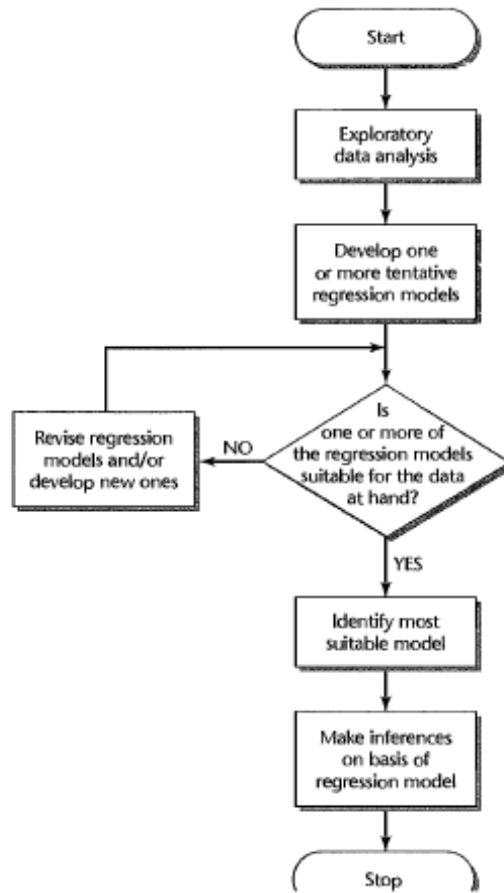 Start
Exploratory
data analysis
Develop one
or more tentative
regression models
Is
one or more of
the regression models
suitable for the data
at hand?
NO
Revise regression
models and/or
develop new ones
YES
Identify most
suitable model
Make inferences
on basis of
regression model
Stop